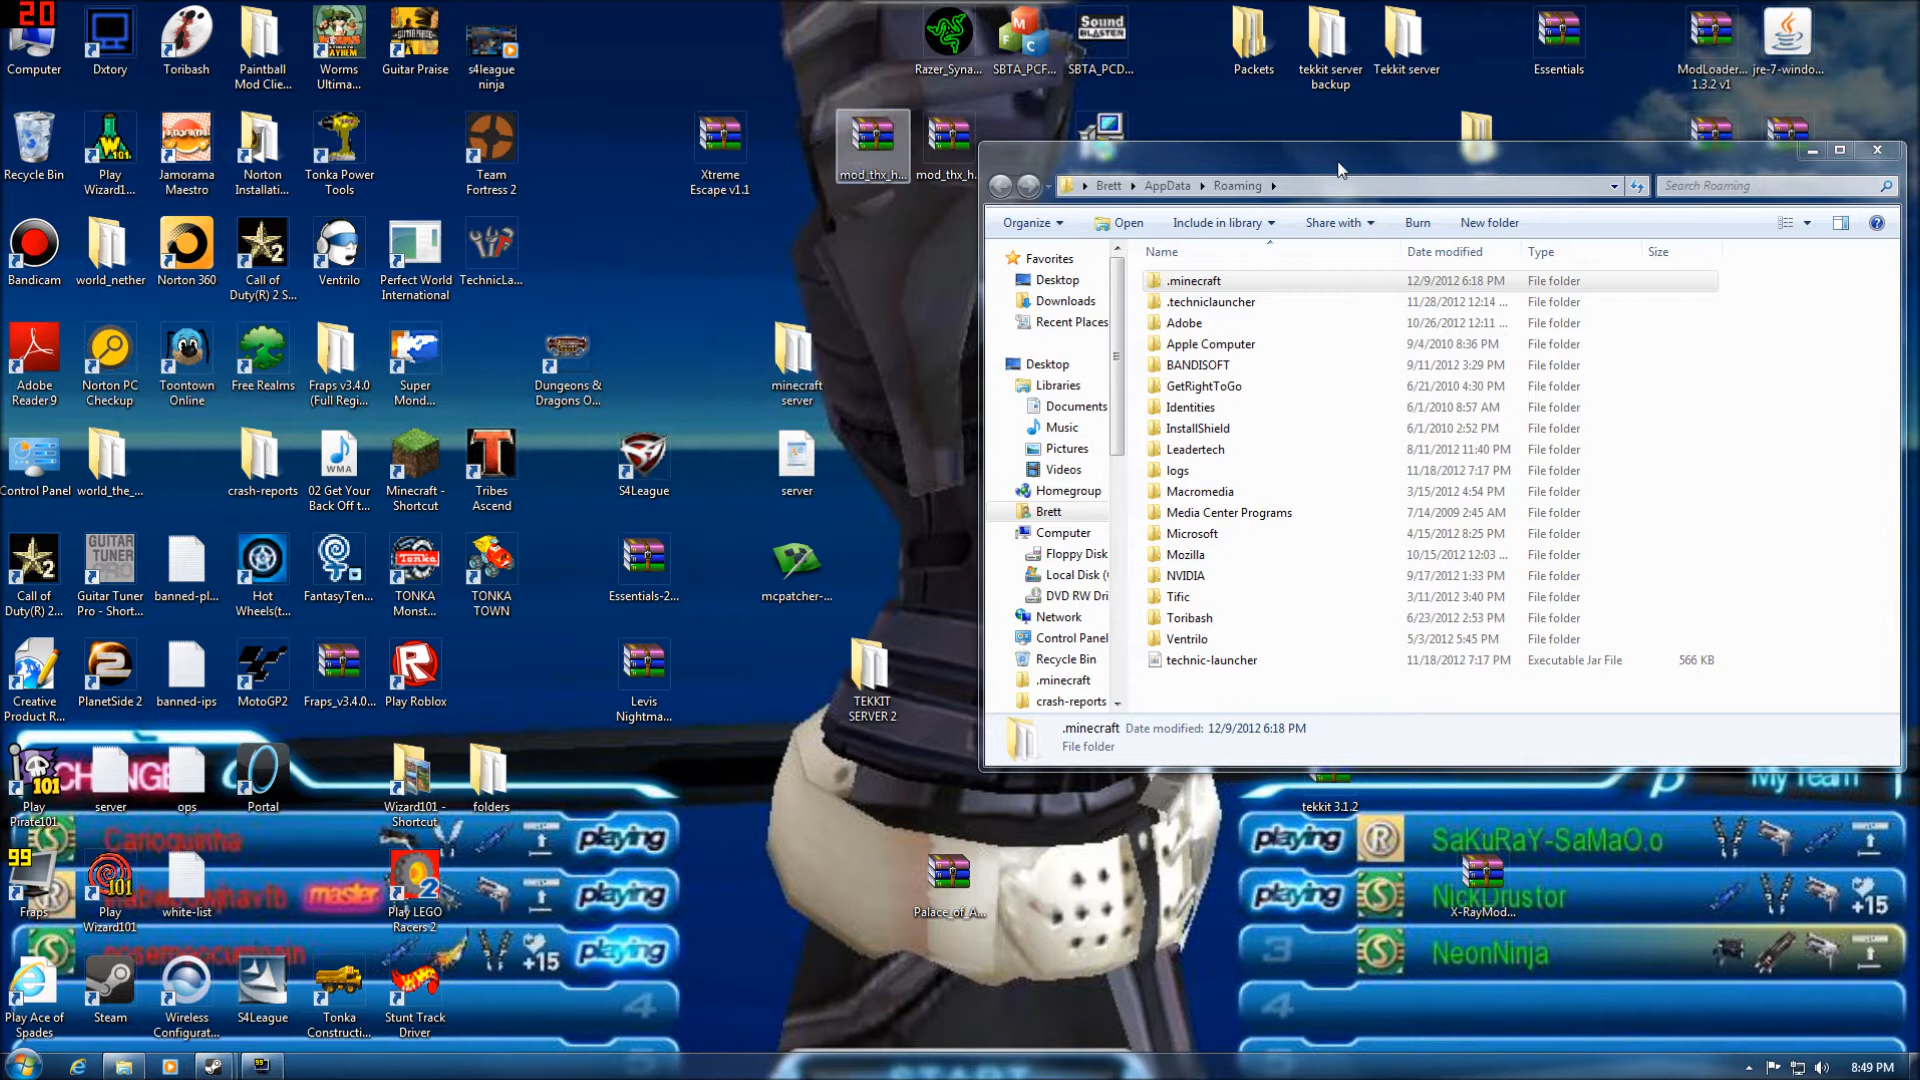 20
Computer
Dxtory
Toribash
Paintball
Mod Clie...
Worms
Ultima...
Guitar Praise
s4league
ninja
Razer_Syna...
SBTA_PCF...
SBTA_PCD...
Packets
tekkit server
backup
Tekkit server
Essentials
ModLoader...
1.3.2 v1
jre-7-windo...
Recycle Bin
Play
Wizard1...
Jamorama
Maestro
Norton
Installati...
Tonka Power
Tools
Team
Fortress 2
Xtreme
Escape v1.1
mod_thx_h...
mod_thx_h...
Bandicam
world_nether
Norton 360
Call of
Duty(R) 2 S...
Ventrilo
Perfect World
International
TechnicLa...
Adobe
Reader 9
Norton PC
Checkup
Toontown
Online
Free Realms
Fraps v3.4.0
(Full Regi...
Super
Mond...
Dungeons &
Dragons O...
minecraft
server
Control Panel
world_the_...
crash-reports
02 Get Your
Back Off t...
Minecraft -
Shortcut
Tribes
Ascend
S4League
server
Call of
Duty(R) 2...
Guitar Tuner
Pro - Short...
banned-pl...
Hot
Wheels(t...
FantasyTen...
TONKA
Monst...
TONKA
TOWN
Essentials-2...
mcpatcher-...
Creative
Product R...
PlanetSide 2
banned-ips
MotoGP2
Fraps_v3.4.0...
Play Roblox
Levis
Nightma...
TEKKIT
SERVER 2
Play
Pirate101
server
ops
Portal
Wizard101 -
Shortcut
folders
tekkit 3.1.2
My Team
99
Fraps
Play
Wizard101
white-list
Play LEGO
Racers 2
Palace_of_A...
X-RayMod...
Play Ace of
Spades
Steam
Wireless
Configurat...
S4League
Tonka
Constructi...
Stunt Track
Driver
Carioquinha
playing
master
playing
+15
playing
4
playing
SaKuRaY-SaMaO.o
playing
NickDrustor
+15
3
NeonNinja
4
START
Brett
AppData
Roaming
Search Roaming
Organize
Open
Include in library
Share with
Burn
New folder
Favorites
Desktop
Downloads
Recent Places
Desktop
Libraries
Documents
Music
Pictures
Videos
Homegroup
Brett
Computer
Floppy Disk
Local Disk (
DVD RW Dri
Network
Control Panel
Recycle Bin
.minecraft
crash-reports
Name Date modified Type Size
.minecraft 12/9/2012 6:18 PM File folder
.techniclauncher 11/28/2012 12:14 ... File folder
Adobe 10/26/2012 12:11 ... File folder
Apple Computer 9/4/2010 8:36 PM File folder
BANDISOFT 9/11/2012 3:29 PM File folder
GetRightToGo 6/21/2010 4:30 PM File folder
Identities 6/1/2010 8:57 AM File folder
InstallShield 6/1/2010 2:52 PM File folder
Leadertech 8/11/2012 11:40 PM File folder
logs 11/18/2012 7:17 PM File folder
Macromedia 3/15/2012 4:54 PM File folder
Media Center Programs 7/14/2009 2:45 AM File folder
Microsoft 4/15/2012 8:25 PM File folder
Mozilla 10/15/2012 12:03 ... File folder
NVIDIA 9/17/2012 1:33 PM File folder
Tific 3/11/2012 3:40 PM File folder
Toribash 6/23/2012 2:53 PM File folder
Ventrilo 5/3/2012 5:45 PM File folder
technic-launcher 11/18/2012 7:17 PM Executable Jar File 566 KB
.minecraft Date modified: 12/9/2012 6:18 PM
File folder
8:49 PM